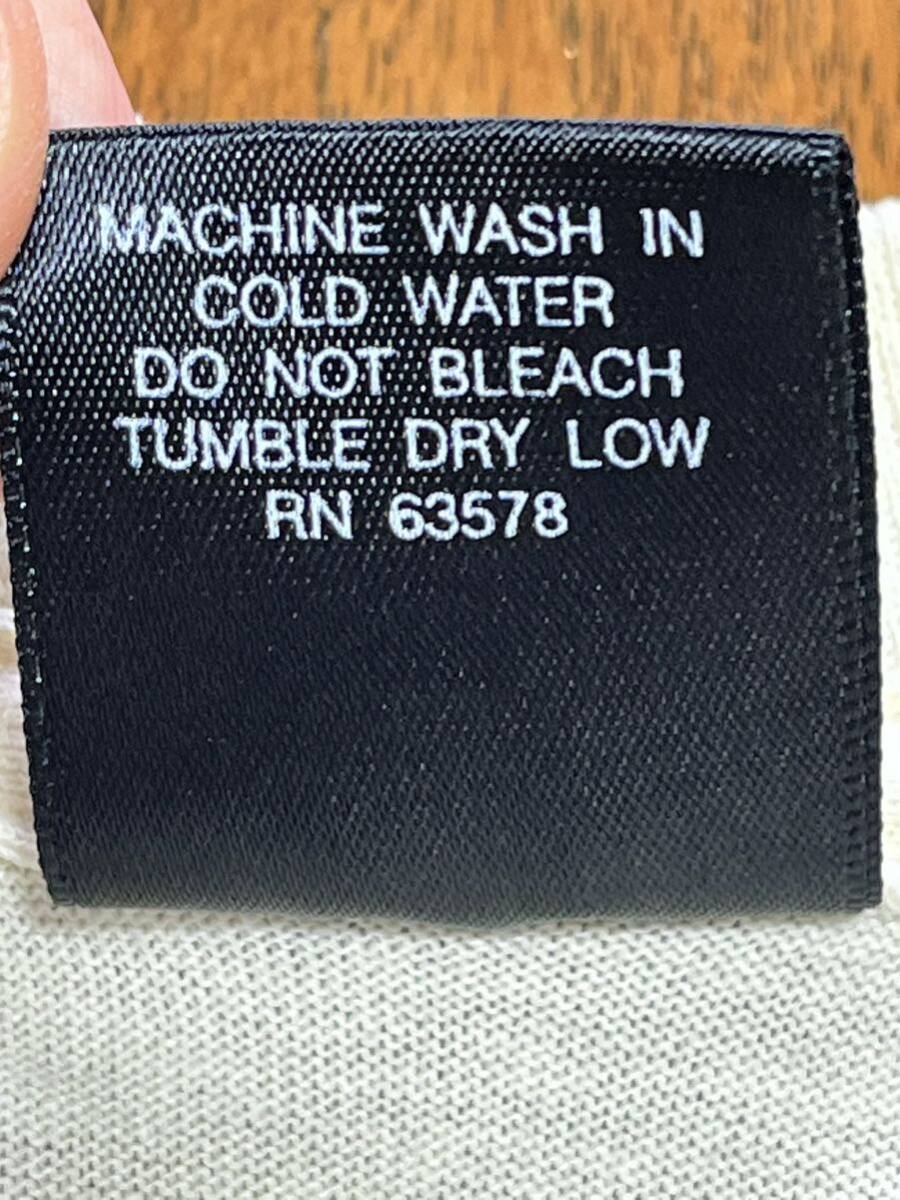 MACHINE WASH IN
COLD WATER
DO NOT BLEACH
TUMBLE DRY LOW
RN 63578